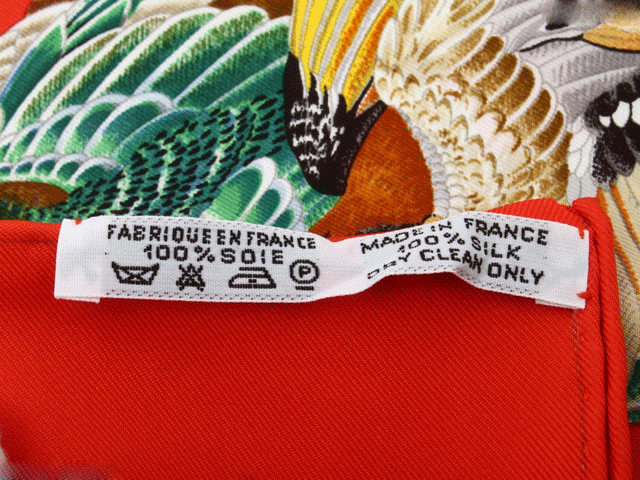 FABRIQUE EN FRANCE
100% SOIE
P
MADE IN FRANCE
100% SILK
DRY CLEAN ONLY